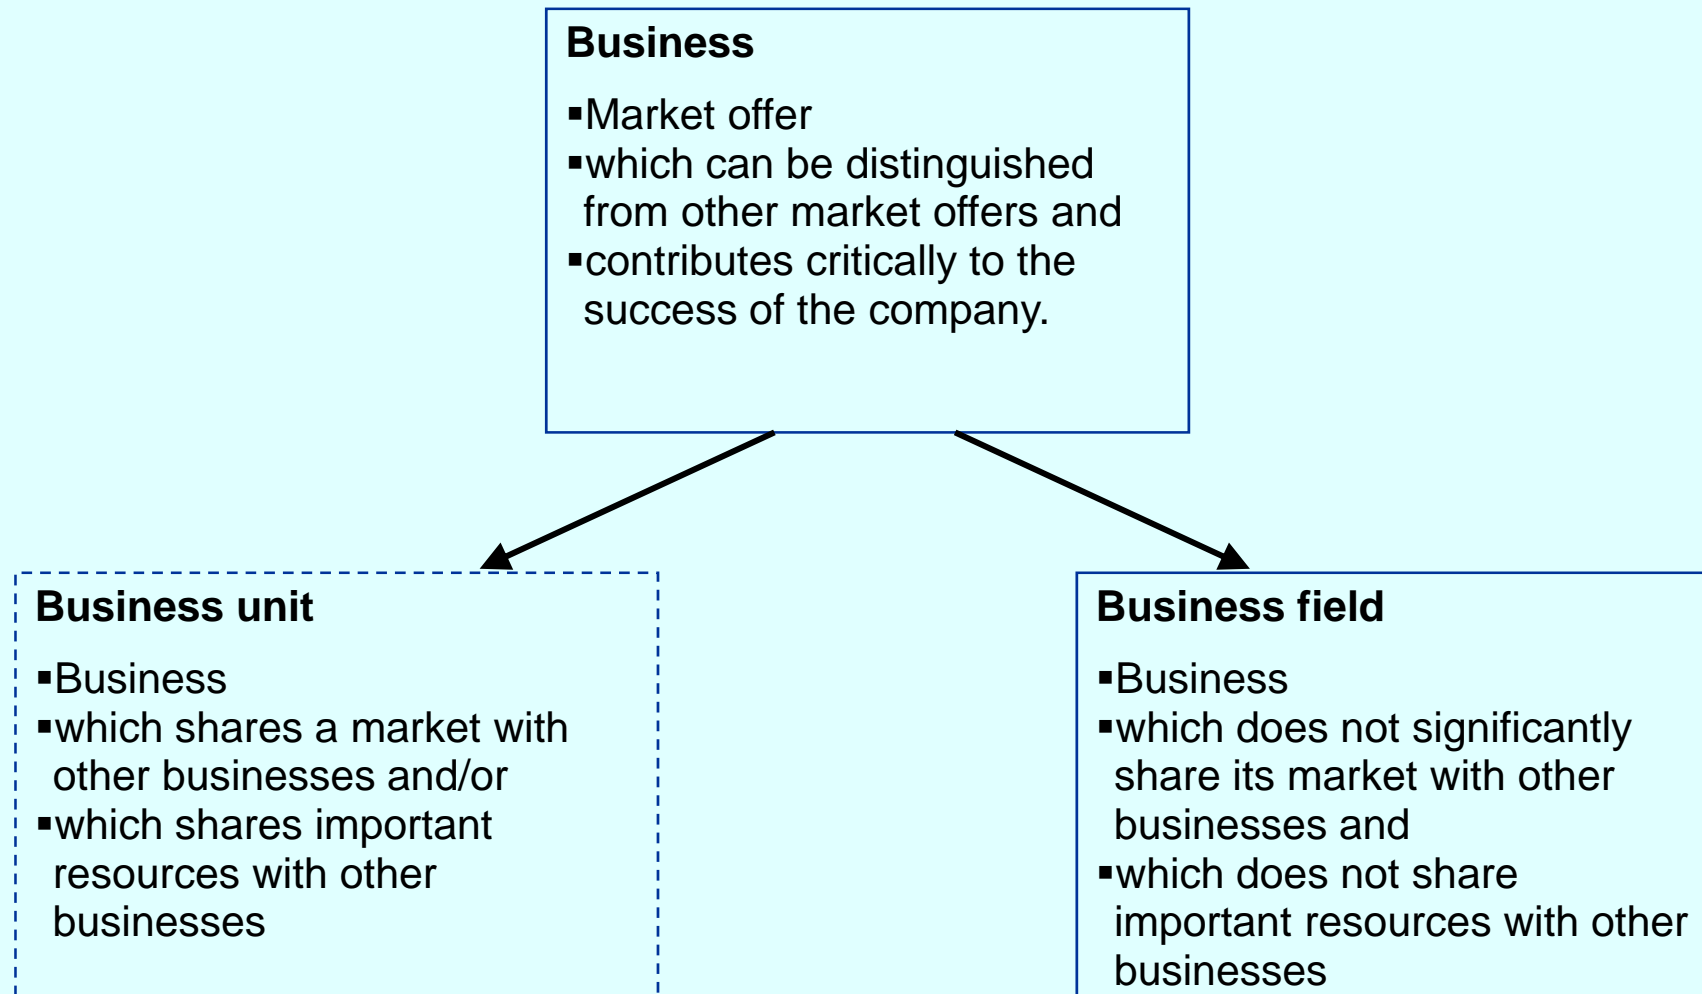 Business
▪Market offer
▪which can be distinguished
from other market offers and
▪contributes critically to the
success of the company.
Business unit
▪Business
▪which shares a market with
other businesses and/or
▪which shares important
resources with other
businesses
Business field
▪Business
▪which does not significantly
share its market with other
businesses and
▪which does not share
important resources with other
businesses